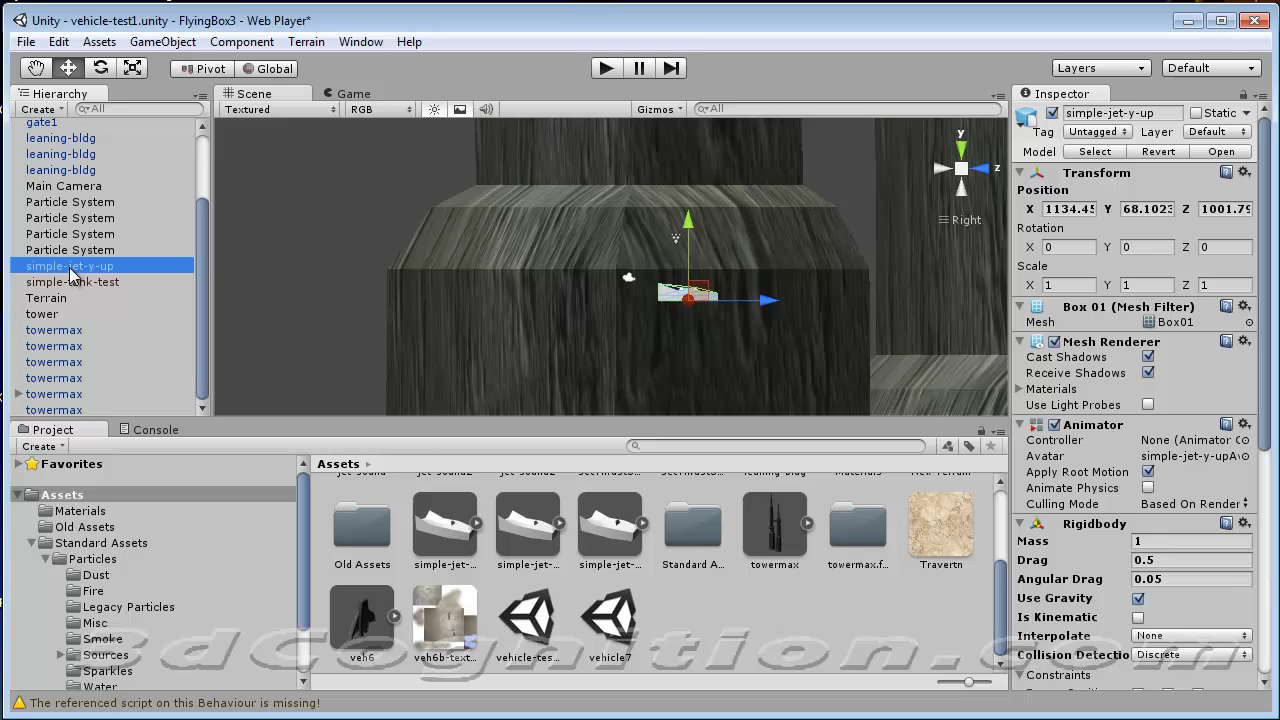 Unity - vehicle-test1.unity - FlyingBox3 - Web Player*
File Edit Assets GameObject Component Terrain Window Help
Pivot Global Layers Default
Hierarchy
Create All
gate1
leaning-bldg
leaning-bldg
leaning-bldg
Main Camera
Particle System
Particle System
Particle System
Particle System
simple-jet-y-up
Terrain
tower
towermax
towermax
towermax
towermax
towermax
towermax
Scene Game
Textured RGB Gizmos All
y
z
Right
Inspector
simple-jet-y-up Static
Tag Untagged Layer Default
Model Select Revert Open
Transform
Position
X 1134.45 Y 68.1023 Z 1001.79
Rotation
X 0 Y 0 Z 0
Scale
X 1 Y 1 Z 1
Box 01 (Mesh Filter)
Mesh Box01
Mesh Renderer
Cast Shadows
Receive Shadows
Materials
Use Light Probes
Animator
Controller None (Animator C
Avatar simple-jet-y-upA
Apply Root Motion
Animate Physics
Culling Mode Based On Render
Rigidbody
Mass 1
Drag 0.5
Angular Drag 0.05
Use Gravity
Is Kinematic
Interpolate None
Collision Detectio Discrete
Constraints
Project Console
Create
Favorites
Assets
Materials
Old Assets
Standard Assets
Particles
Dust
Fire
Legacy Particles
Misc
Smoke
Sources
Sparkles
Water
Assets
Old Assets simple-jet-... simple-jet-... simple-jet-... Standard A... towermax towermax.f... Travertn
veh6 veh6b-text... vehicle-tes... vehicle7
3dCognition.com
The referenced script on this Behaviour is missing!